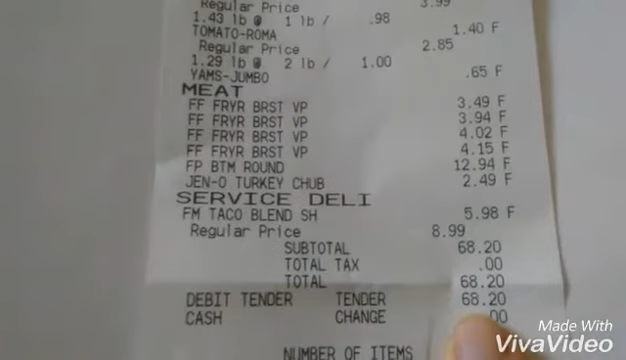 Regular Price 3.99
1.43 lb @ 1 lb / .98
TOMATO-ROMA 1.40 F
Regular Price 2.85
1.29 lb @ 2 lb / 1.00
YAMS-JUMBO .65 F
MEAT
FF FRYR BRST VP 3.49 F
FF FRYR BRST VP 3.94 F
FF FRYR BRST VP 4.02 F
FF FRYR BRST VP 4.15 F
FP BTM ROUND 12.94 F
JEN-O TURKEY CHUB 2.49 F
SERVICE DELI
FM TACO BLEND SH 5.98 F
Regular Price 8.99
SUBTOTAL 68.20
TOTAL TAX .00
TOTAL 68.20
DEBIT TENDER TENDER 68.20
CASH CHANGE .00
NUMBER OF ITEMS
Made With
VivaVideo